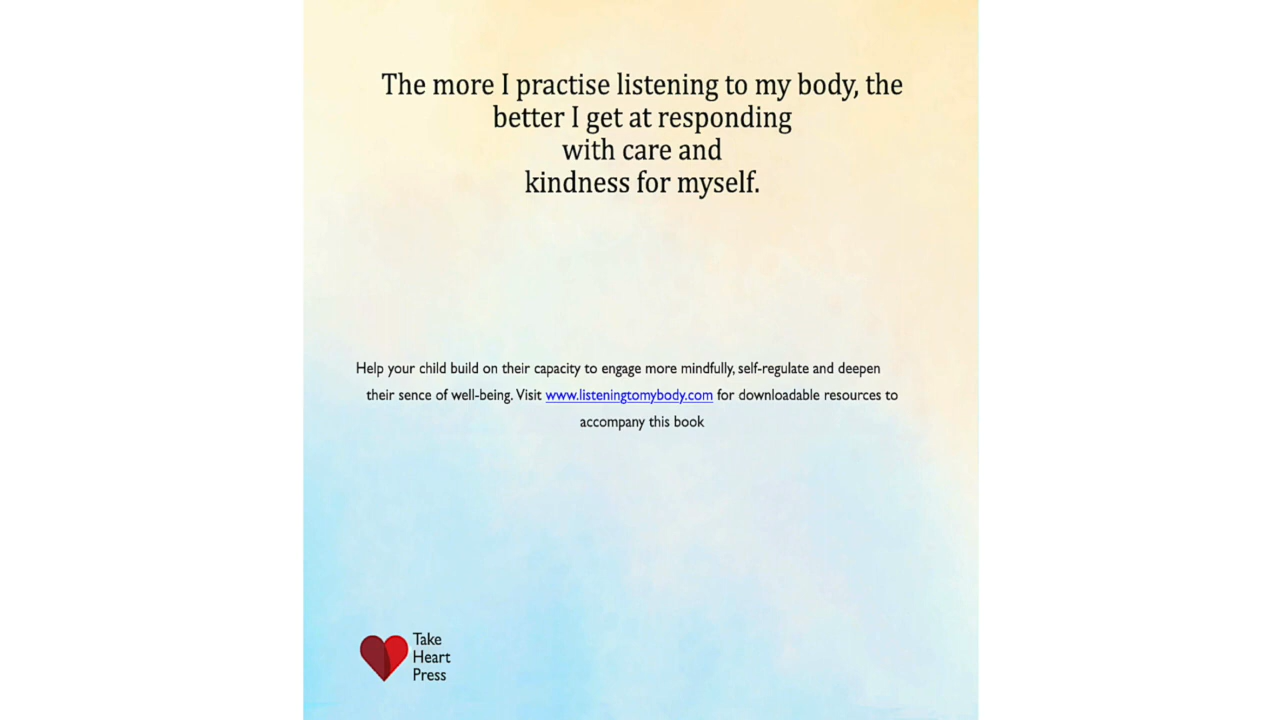 The more I practise listening to my body, the
better I get at responding
with care and
kindness for myself.
Help your child build on their capacity to engage more mindfully, self-regulate and deepen
their sence of well-being. Visit www.listeningtomybody.com for downloadable resources to
accompany this book
Take
Heart
Press